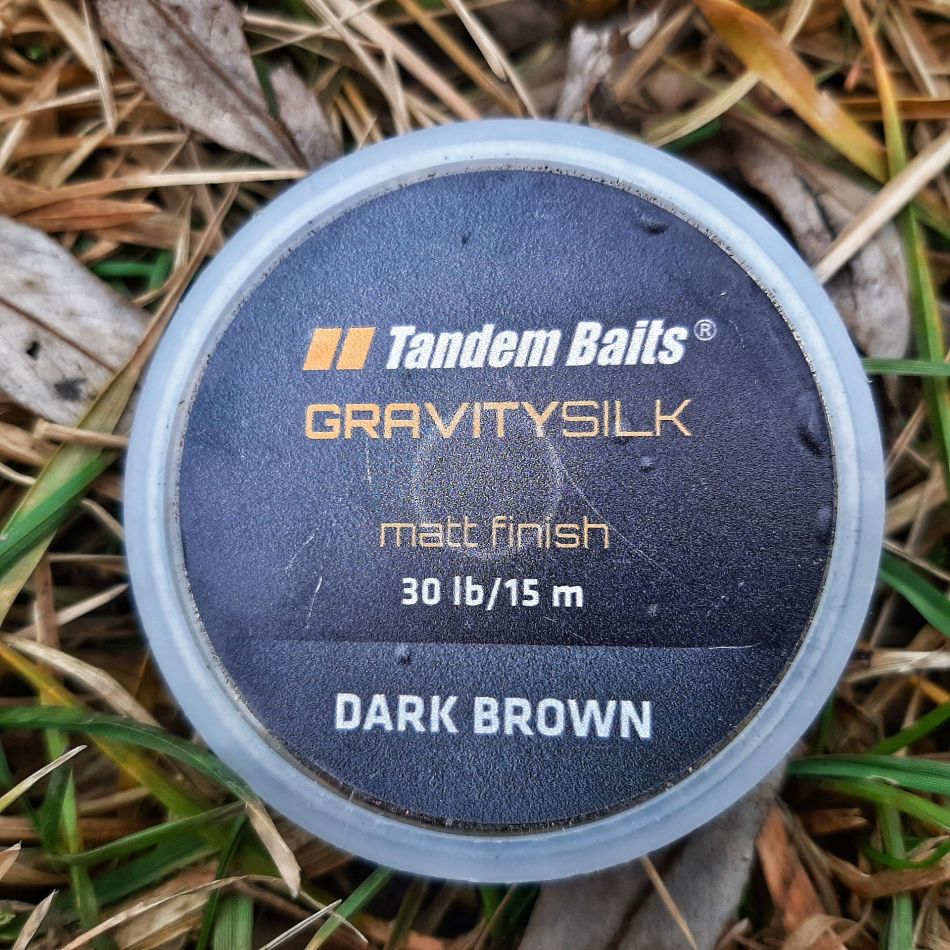 Tandem Baits®
GRAVITYSILK
matt finish
30 lb/15 m
DARK BROWN